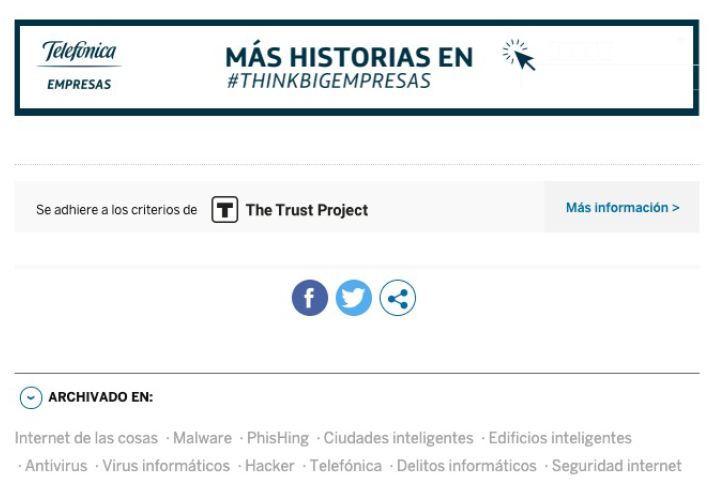 Telefónica
EMPRESAS
MÁS HISTORIAS EN
#THINKBIGEMPRESAS
Se adhiere a los criterios de T The Trust Project
Más información >
f
ARCHIVADO EN:
Internet de las cosas · Malware · PhisHing · Ciudades inteligentes · Edificios inteligentes
· Antivirus · Virus informáticos · Hacker · Telefónica · Delitos informáticos · Seguridad internet